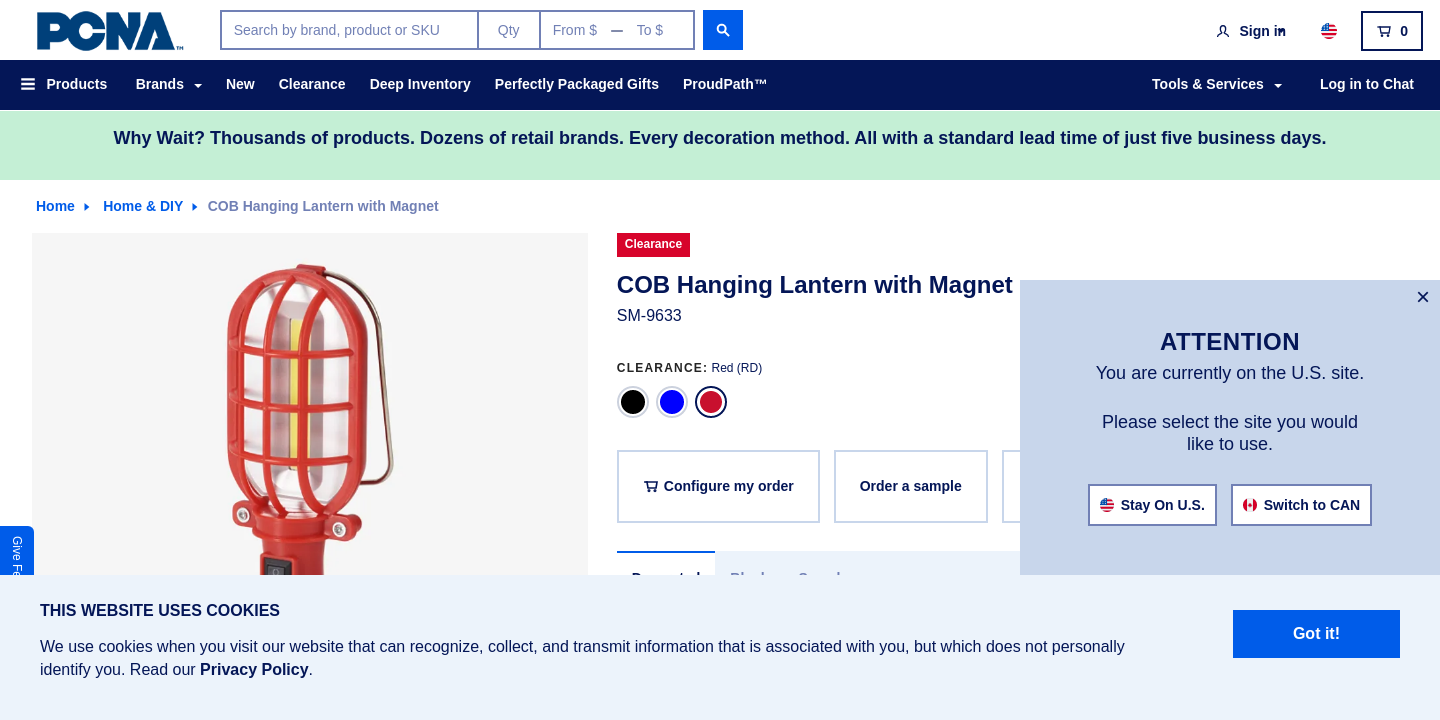 PCNA™
Search by brand, product or SKU
Qty
From $ — To $
Sign in
0
Products
Brands
New
Clearance
Deep Inventory
Perfectly Packaged Gifts
ProudPath™
Tools & Services
Log in to Chat
Why Wait? Thousands of products. Dozens of retail brands. Every decoration method. All with a standard lead time of just five business days.
Home
Home & DIY
COB Hanging Lantern with Magnet
Clearance
COB Hanging Lantern with Magnet
SM-9633
CLEARANCE: Red (RD)
Configure my order
Order a sample
×
ATTENTION
You are currently on the U.S. site.
Please select the site you would
like to use.
Stay On U.S.
Switch to CAN
Give Fe
THIS WEBSITE USES COOKIES
We use cookies when you visit our website that can recognize, collect, and transmit information that is associated with you, but which does not personally
identify you. Read our Privacy Policy.
Got it!